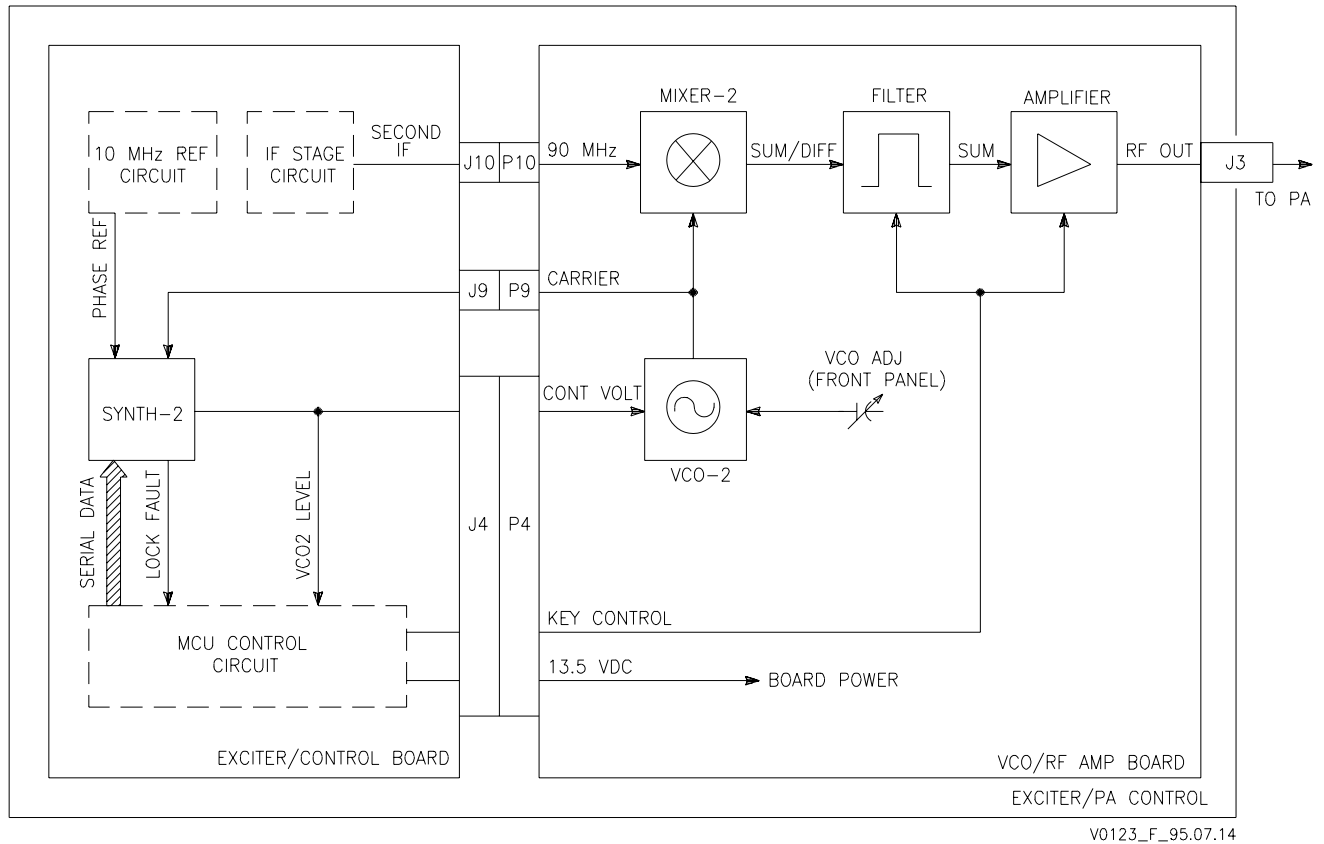 MIXER-2
FILTER
AMPLIFIER
10 MHz REF
CIRCUIT
IF STAGE
CIRCUIT
SECOND
IF
J10
P10
90 MHz
SUM/DIFF
SUM
RF OUT
J3
TO PA
PHASE REF
J9
P9
CARRIER
SYNTH-2
CONT VOLT
VCO ADJ
(FRONT PANEL)
VCO-2
SERIAL DATA
LOCK FAULT
VCO2 LEVEL
J4
P4
KEY CONTROL
MCU CONTROL
CIRCUIT
13.5 VDC
BOARD POWER
EXCITER/CONTROL BOARD
VCO/RF AMP BOARD
EXCITER/PA CONTROL
V0123_F_95.07.14